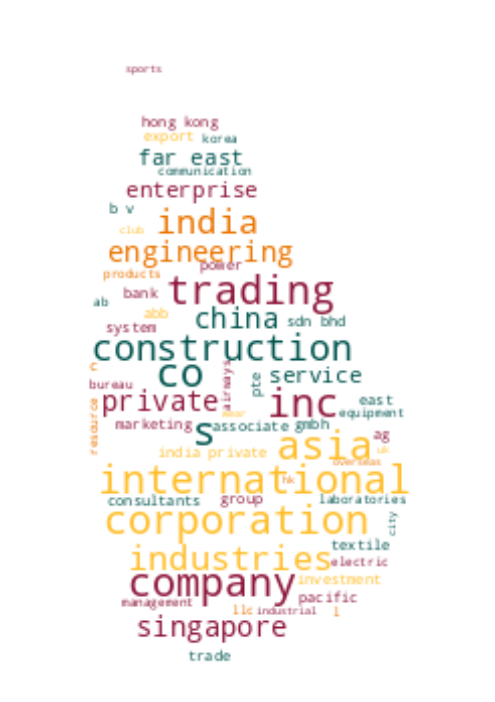 sports
hong kong
export korea
far east
communication
enterprise
b v
india
club
engineering
power
products
trading
bank
ab
abb
china sdn bhd
system
construction
c
co service
bureau
airways
pte
private inc east
equipment
resource
near
marketing s associate gmbh
ag
asia
india private uk
overseas
international
hk
consultants group laboratories
corporation
city
textile
industries electric
company investment
pacific
management
llc industrial l
singapore
trade